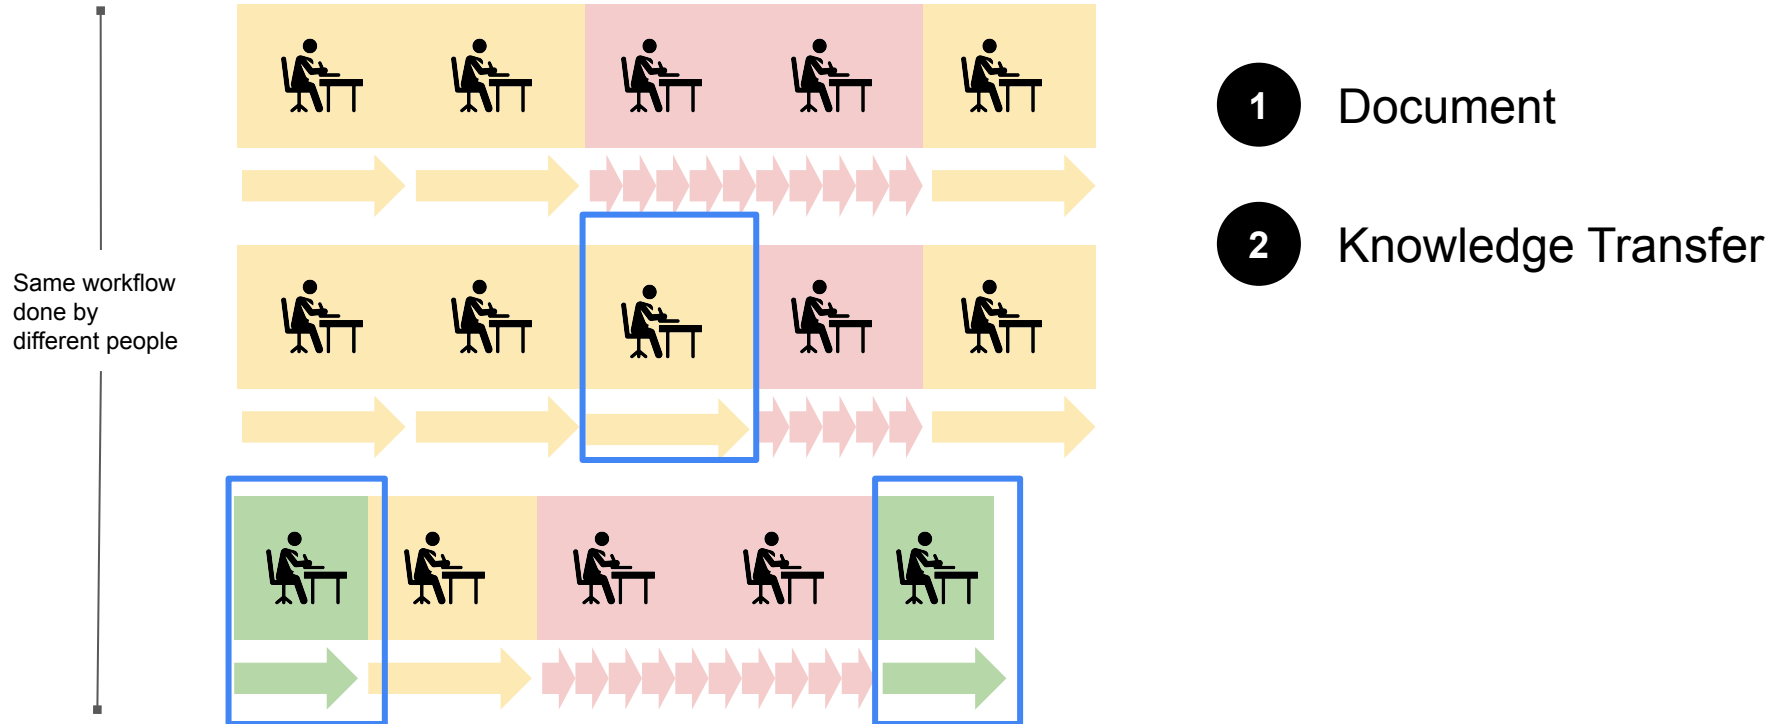 Same workflow
done by
different people
1 Document
2 Knowledge Transfer